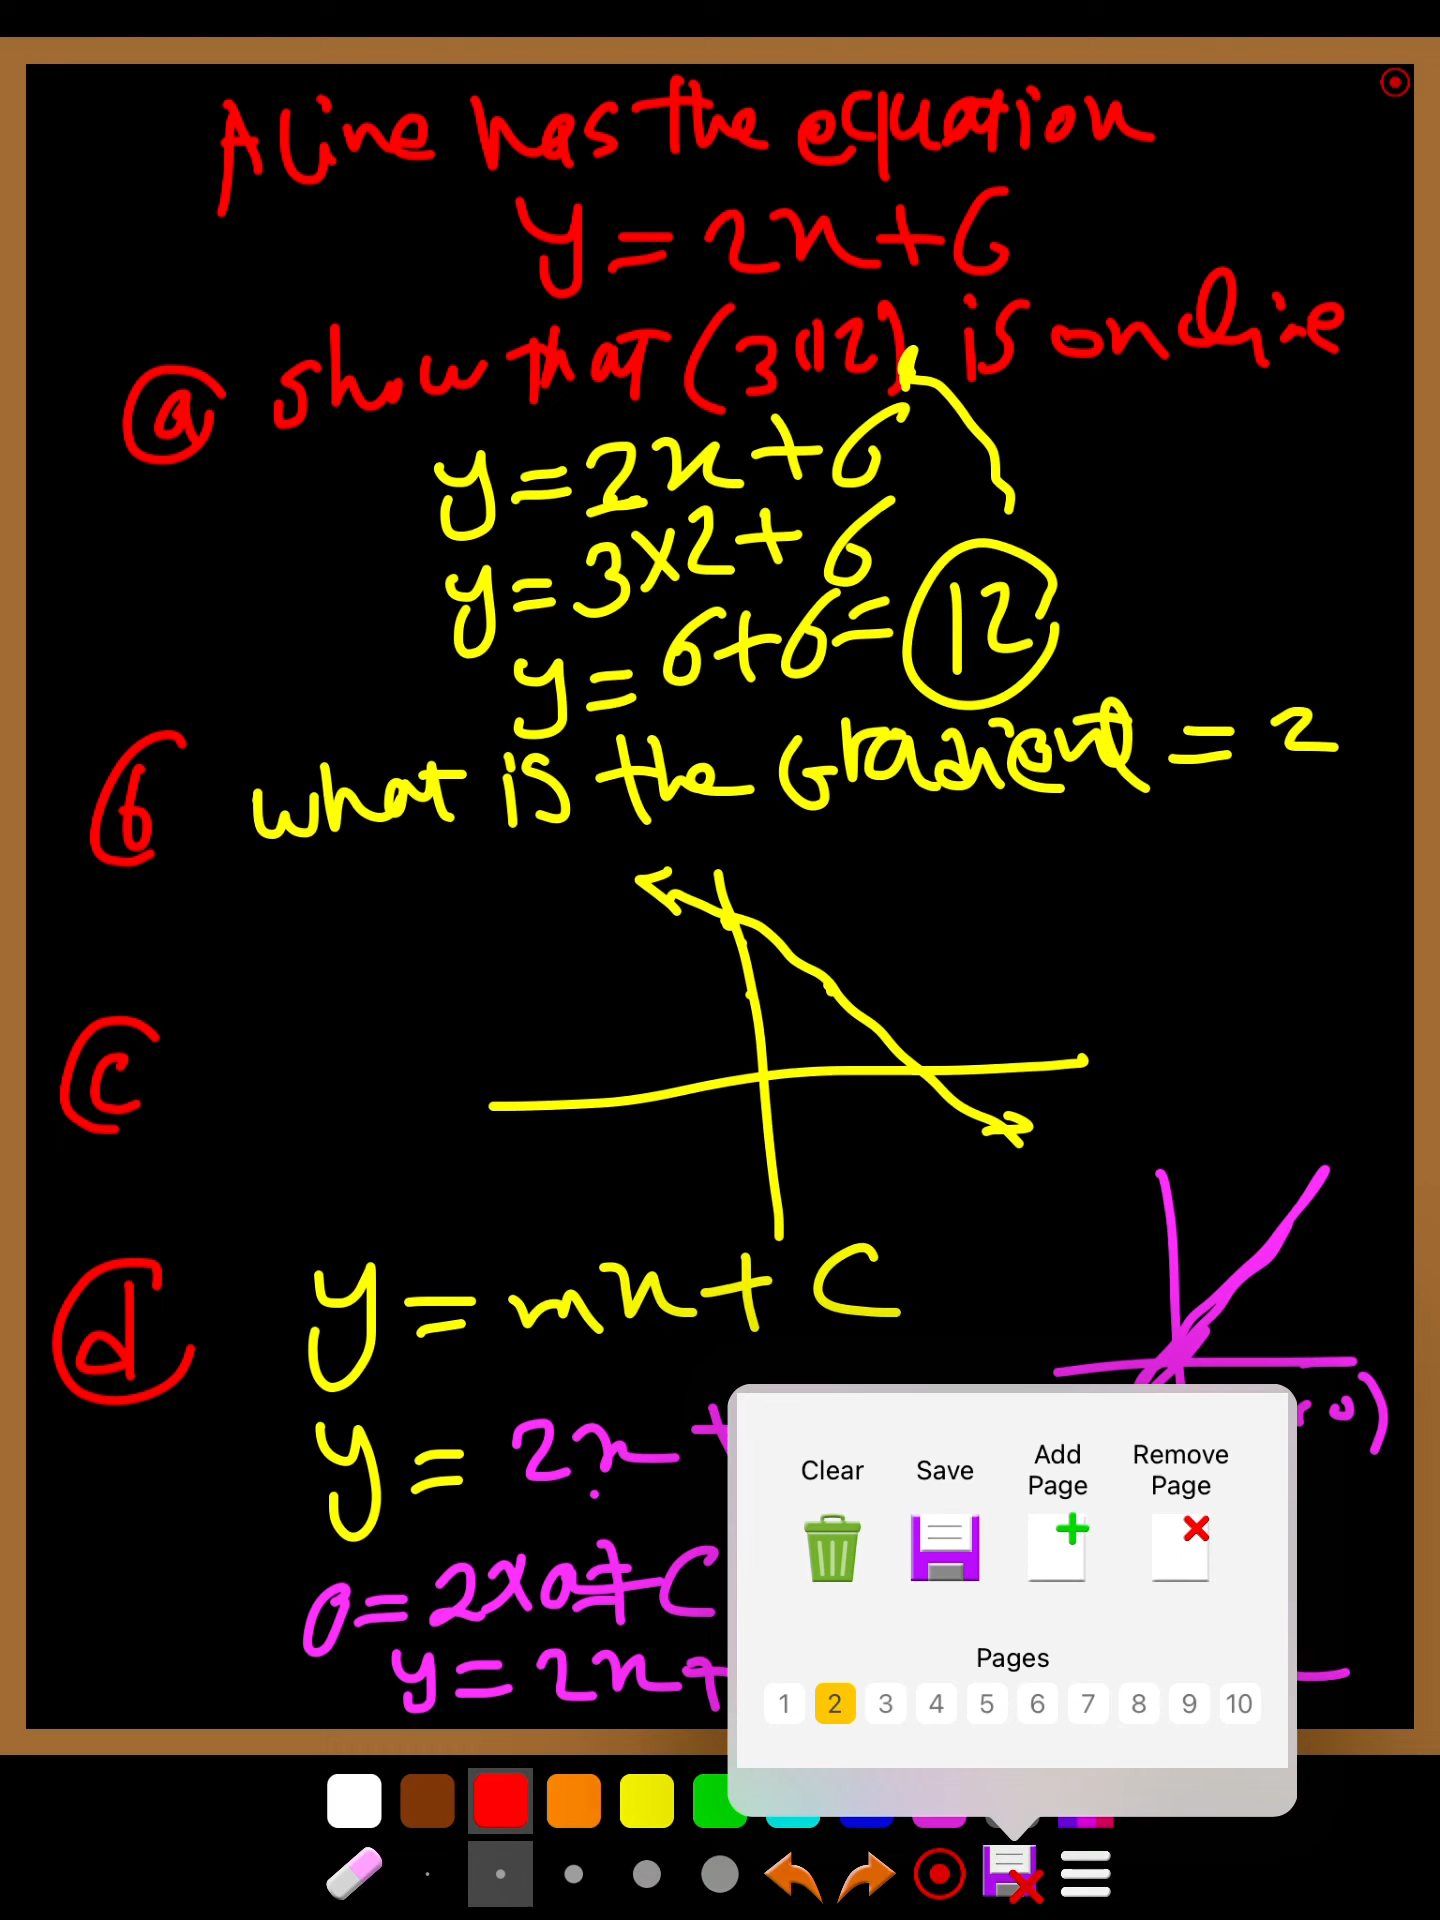 A line has the equation
y = 2x + 6
(a) show that (3,12) is on line
y = 2x + 6
y = 3 x 2 + 6
y = 6 + 6 = 12
b what is the Gradient = 2
c
d y = mx + C
y = 2x +
0)
0 = 2x0 + C
y = 2x +
Clear Save Add Page Remove Page
Pages
1 2 3 4 5 6 7 8 9 10